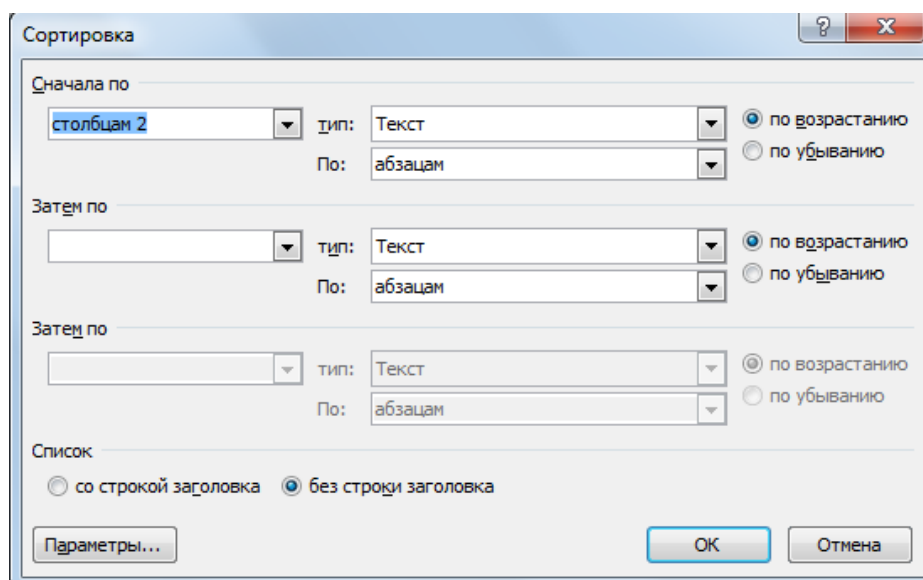 Сортировка
Сначала по
столбцам 2 тип: Текст по возрастанию
По: абзацам по убыванию
Затем по
тип: Текст по возрастанию
По: абзацам по убыванию
Затем по
тип: Текст по возрастанию
По: абзацам по убыванию
Список
со строкой заголовка без строки заголовка
Параметры... ОК Отмена